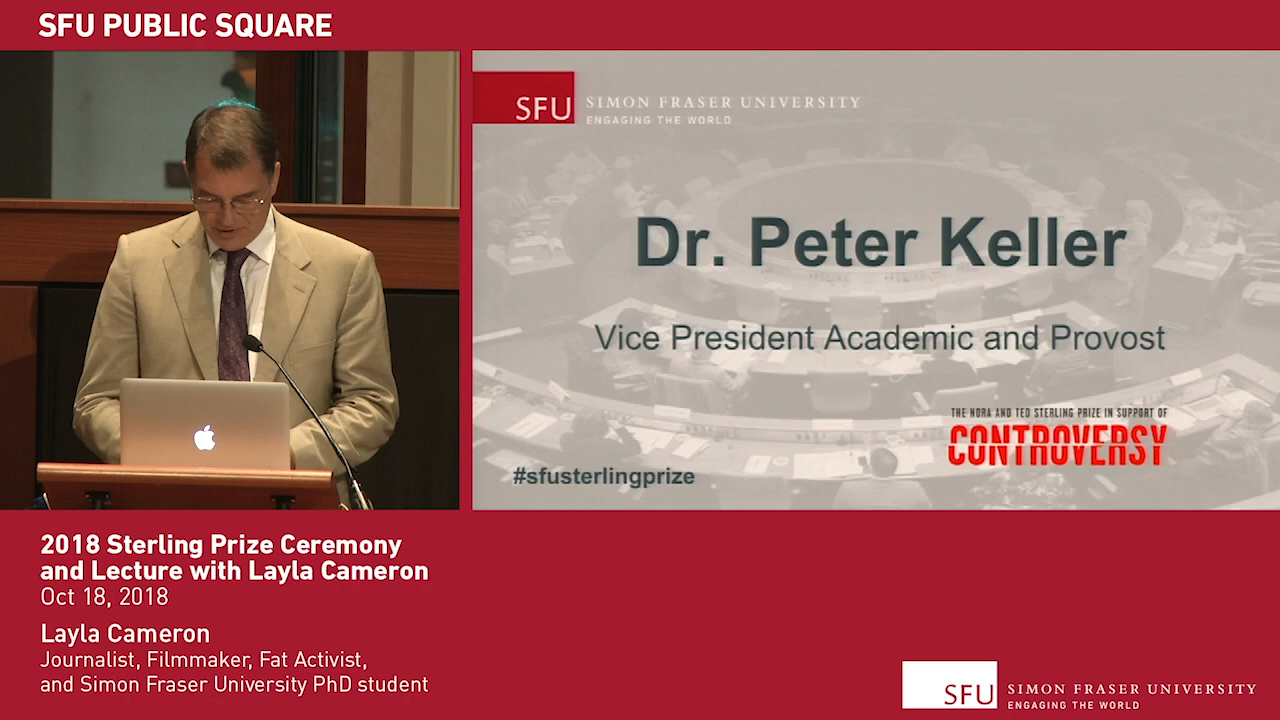 SFU PUBLIC SQUARE
SFU SIMON FRASER UNIVERSITY
ENGAGING THE WORLD
Dr. Peter Keller
Vice President Academic and Provost
THE NORA AND TED STERLING PRIZE IN SUPPORT OF
CONTROVERSY
#sfusterlingprize
2018 Sterling Prize Ceremony
and Lecture with Layla Cameron
Oct 18, 2018
Layla Cameron
Journalist, Filmmaker, Fat Activist,
and Simon Fraser University PhD student
SFU SIMON FRASER UNIVERSITY
ENGAGING THE WORLD